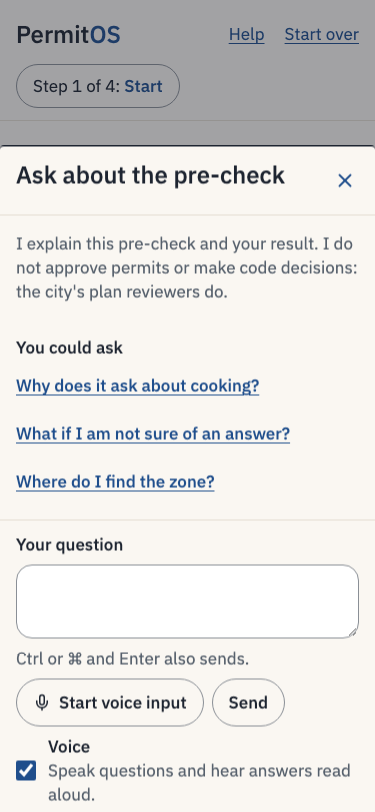 PermitOS
Help
Start over
Step 1 of 4: Start
Ask about the pre-check
I explain this pre-check and your result. I do
not approve permits or make code decisions:
the city's plan reviewers do.
You could ask
Why does it ask about cooking?
What if I am not sure of an answer?
Where do I find the zone?
Your question
Ctrl or ⌘ and Enter also sends.
Start voice input
Send
Voice
Speak questions and hear answers read
aloud.